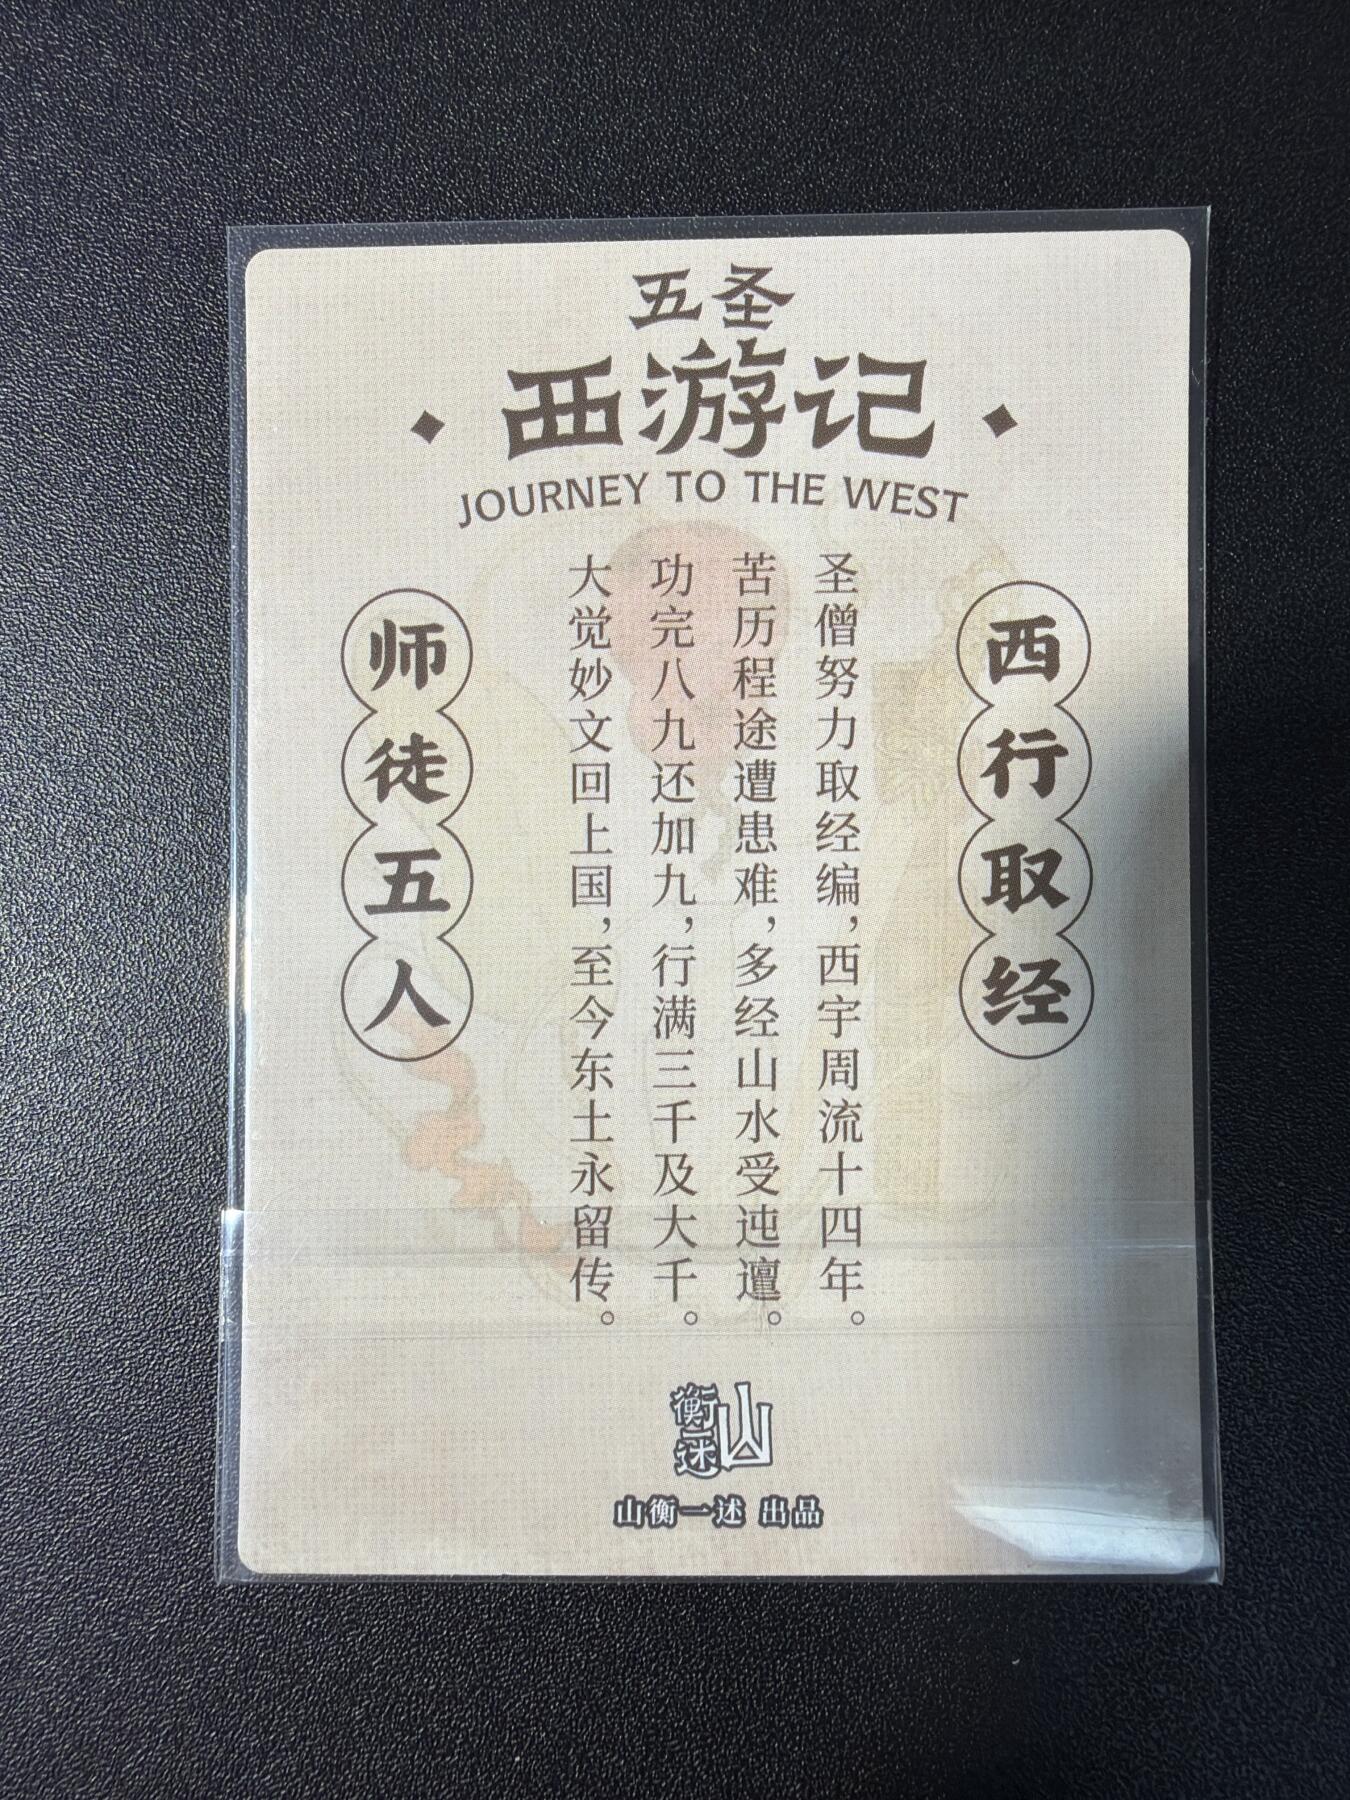 五圣
西游记
JOURNEY TO THE WEST
西行取经
圣僧努力取经编，西宇周流十四年。
苦历程途遭患难，多经山水受迍邅。
功完八九还加九，行满三千及大千。
大觉妙文回上国，至今东土永留传。
师徒五人
山衡一述
山衡一述 出品